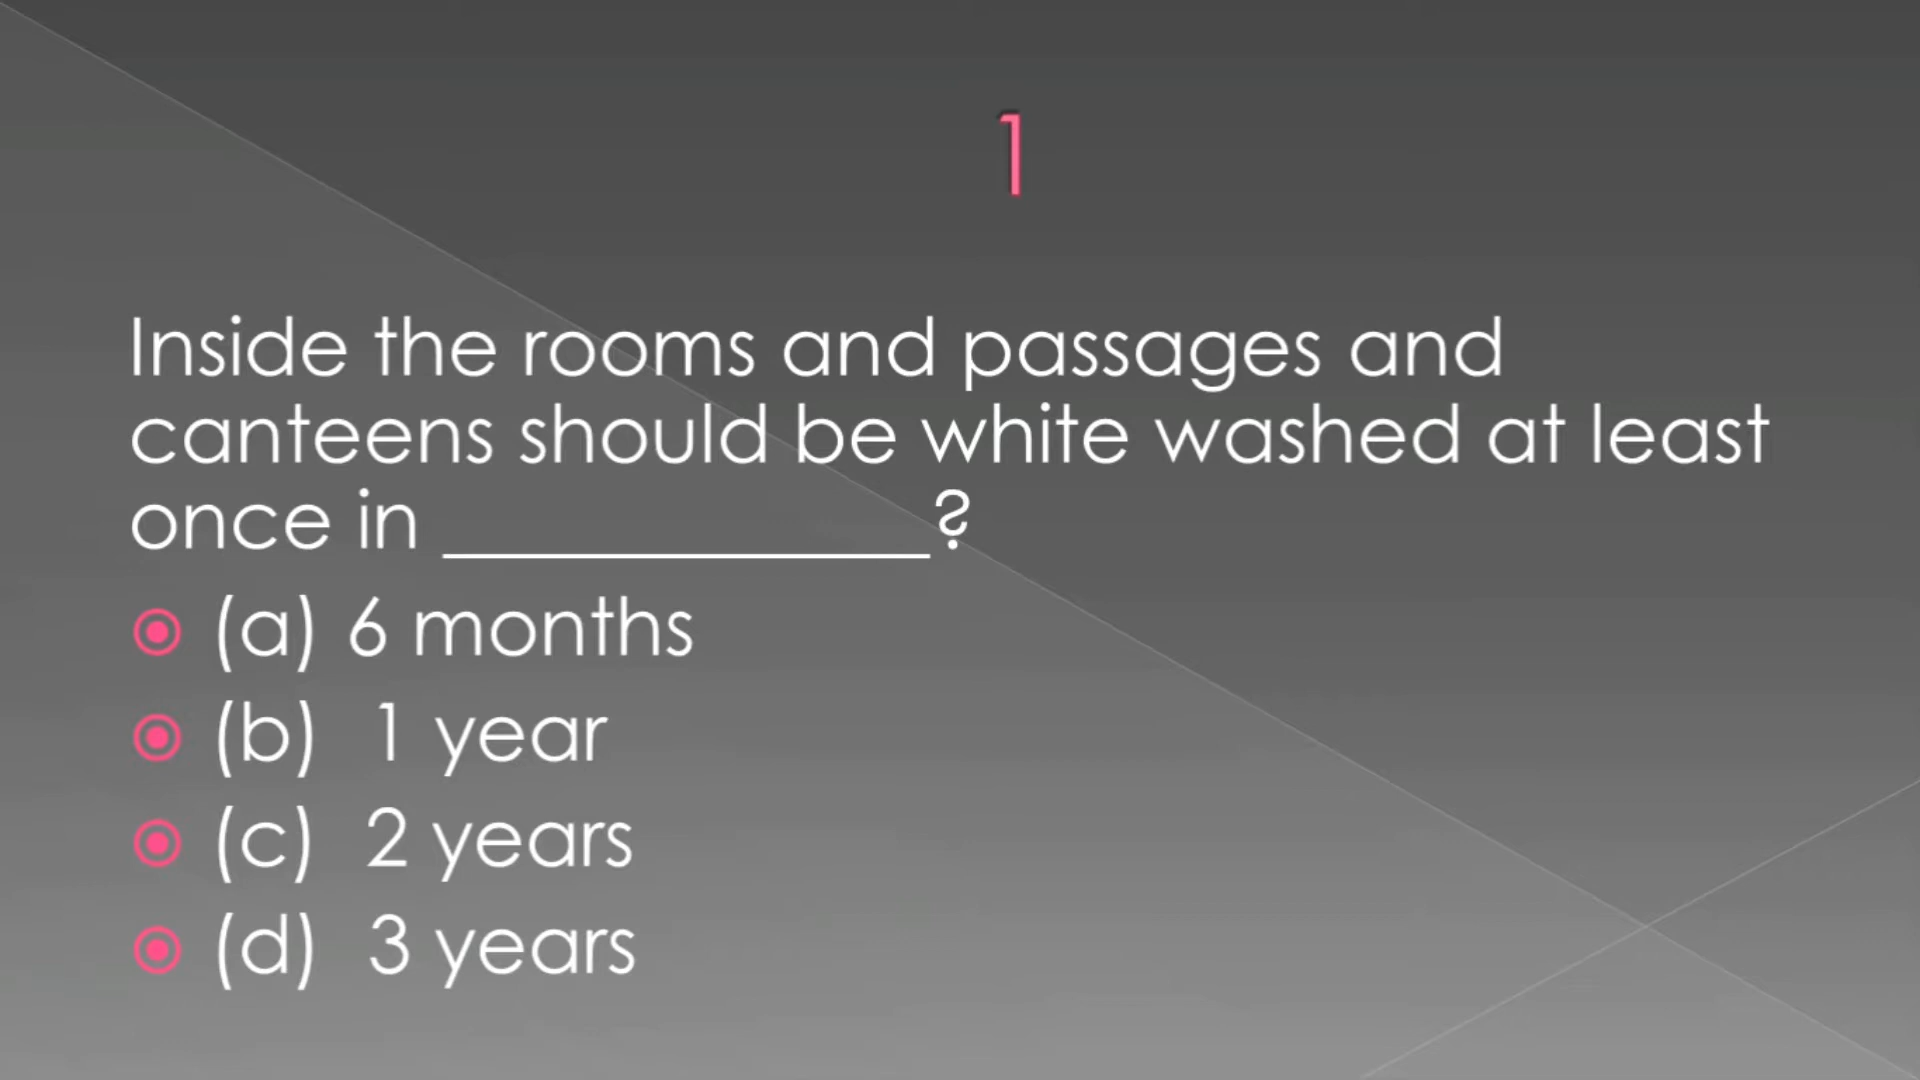 1
Inside the rooms and passages and
canteens should be white washed at least
once in ____________?
(a) 6 months
(b) 1 year
(c) 2 years
(d) 3 years